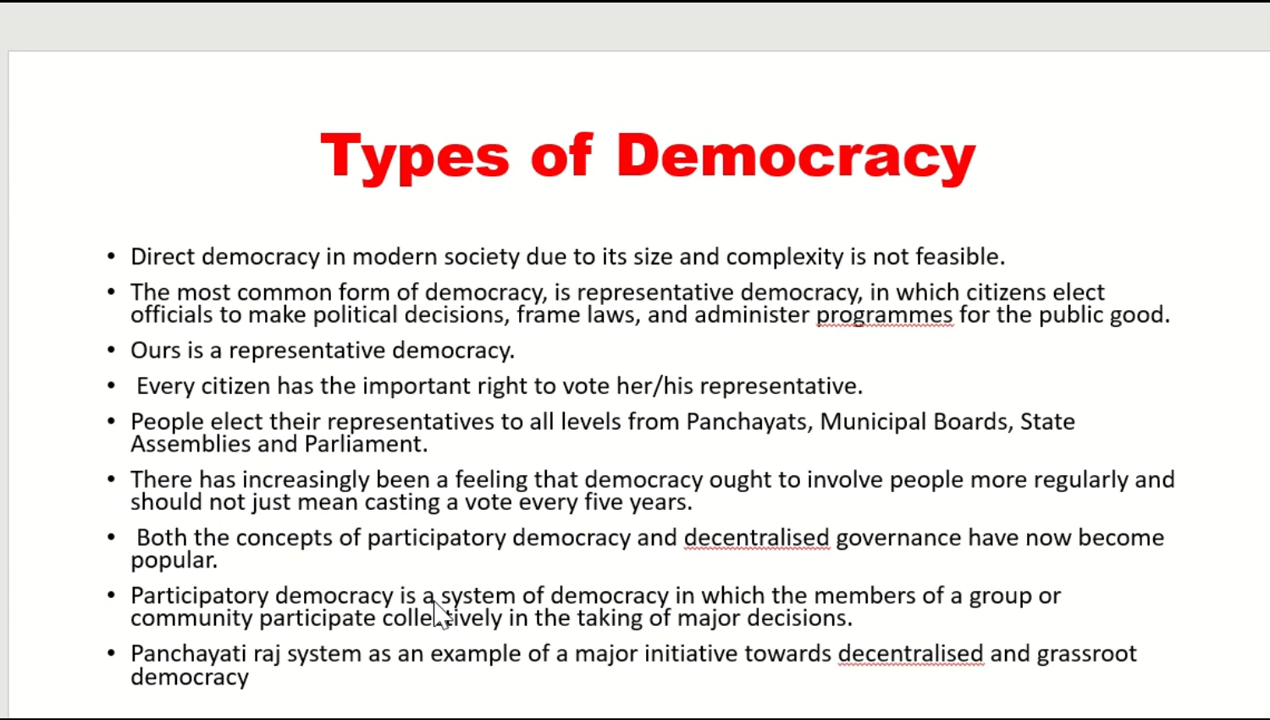 Types of Democracy
• Direct democracy in modern society due to its size and complexity is not feasible.
• The most common form of democracy, is representative democracy, in which citizens elect
officials to make political decisions, frame laws, and administer programmes for the public good.
• Ours is a representative democracy.
• Every citizen has the important right to vote her/his representative.
• People elect their representatives to all levels from Panchayats, Municipal Boards, State
Assemblies and Parliament.
• There has increasingly been a feeling that democracy ought to involve people more regularly and
should not just mean casting a vote every five years.
• Both the concepts of participatory democracy and decentralised governance have now become
popular.
• Participatory democracy is a system of democracy in which the members of a group or
community participate collectively in the taking of major decisions.
• Panchayati raj system as an example of a major initiative towards decentralised and grassroot
democracy